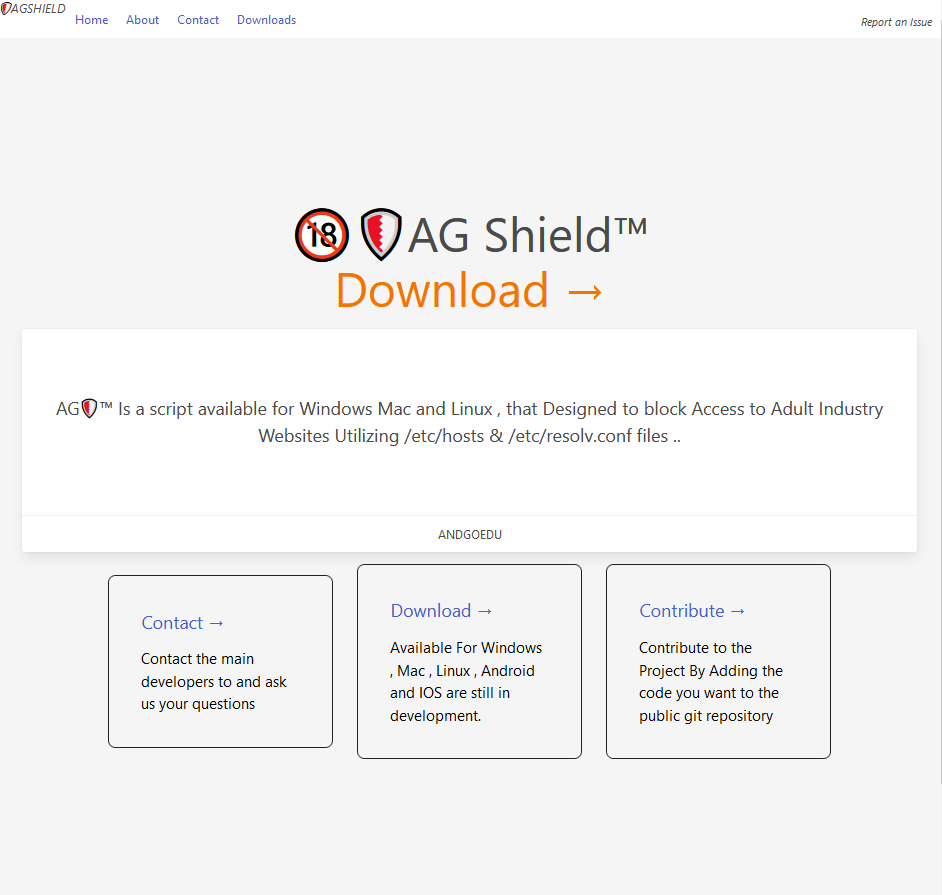 AGSHIELD
Home About Contact Downloads
Report an Issue
🔞🛡AG Shield™
Download →
AG🛡™ Is a script available for Windows Mac and Linux , that Designed to block Access to Adult Industry
Websites Utilizing /etc/hosts & /etc/resolv.conf files ..
ANDGOEDU
Contact →
Contact the main
developers to and ask
us your questions
Download →
Available For Windows
, Mac , Linux , Android
and IOS are still in
development.
Contribute →
Contribute to the
Project By Adding the
code you want to the
public git repository